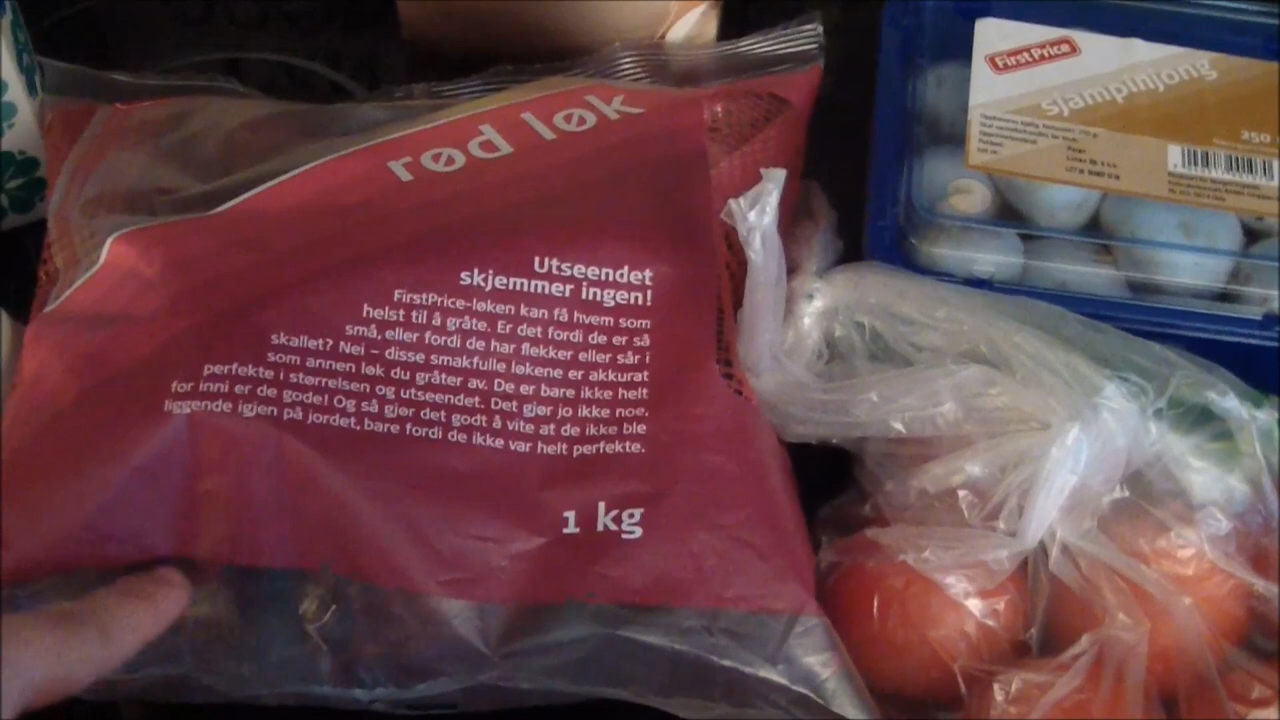 rød løk
Utseendet
skjemmer ingen!
FirstPrice-løken kan få hvem som
helst til å gråte. Er det fordi de er så
små, eller fordi de har flekker eller sår i
skallet? Nei – disse smakfulle løkene er akkurat
som annen løk du gråter av. De er bare ikke helt
perfekte i størrelsen og utseendet. Det gjør jo ikke noe,
for inni er de gode! Og så gjør det godt å vite at de ikke ble
liggende igjen på jordet, bare fordi de ikke var helt perfekte.
1 kg
First Price
sjampinjong
250